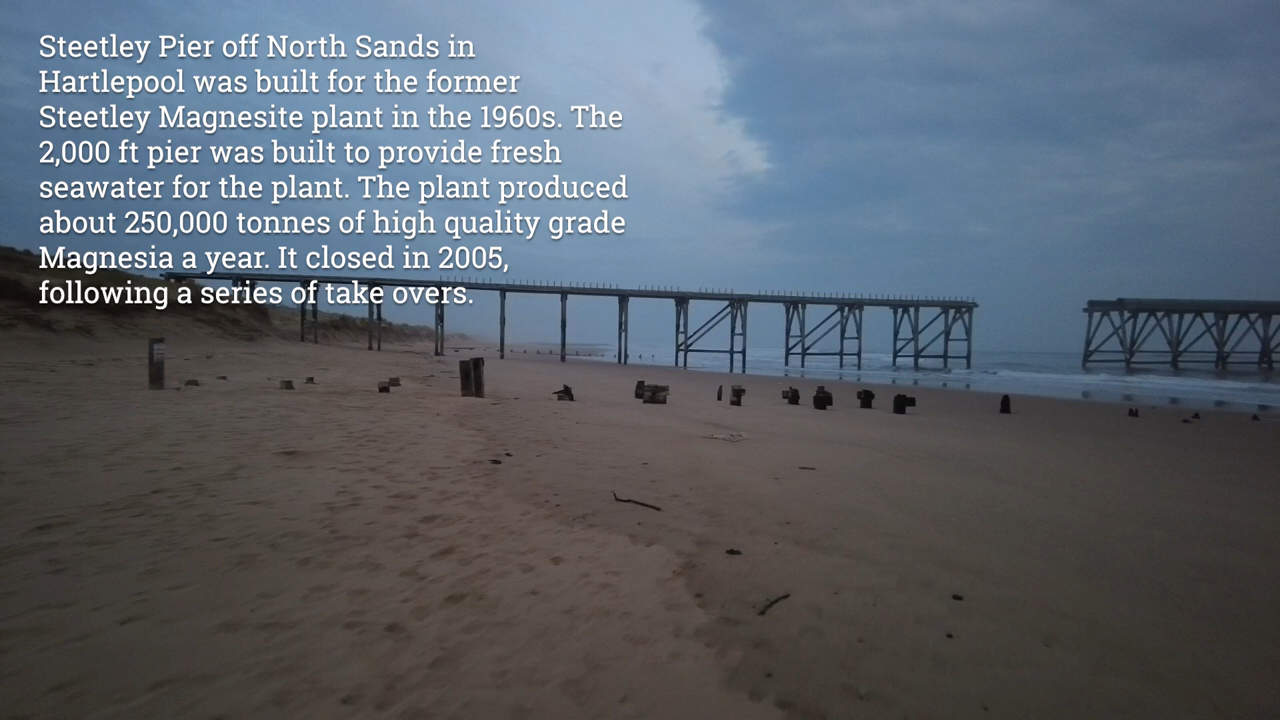 Steetley Pier off North Sands in
Hartlepool was built for the former
Steetley Magnesite plant in the 1960s. The
2,000 ft pier was built to provide fresh
seawater for the plant. The plant produced
about 250,000 tonnes of high quality grade
Magnesia a year. It closed in 2005,
following a series of take overs.